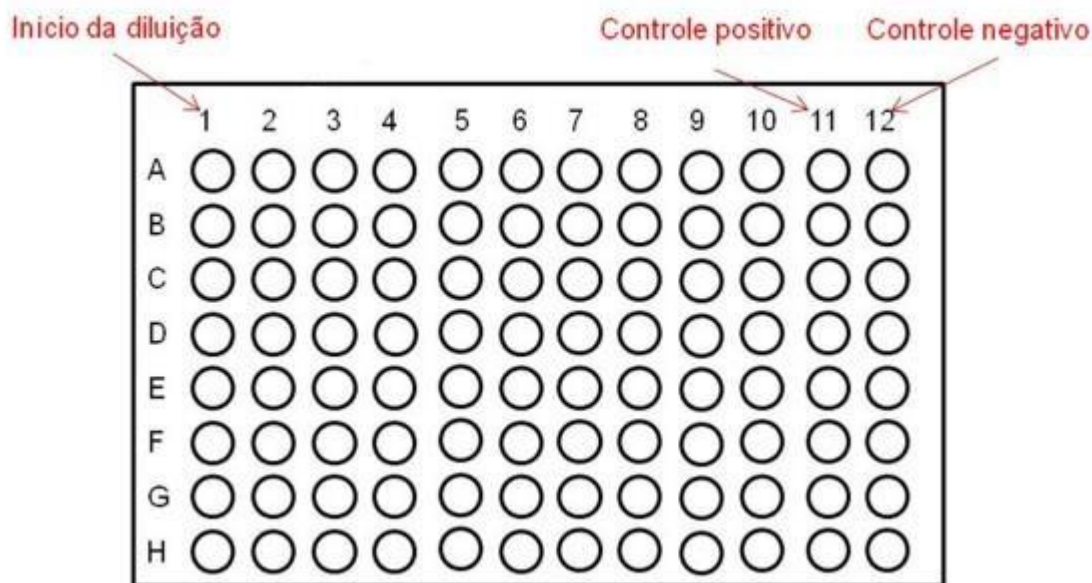 Inicio da diluição Controle positivo Controle negativo
1 2 3 4 5 6 7 8 9 10 11 12
A
B
C
D
E
F
G
H